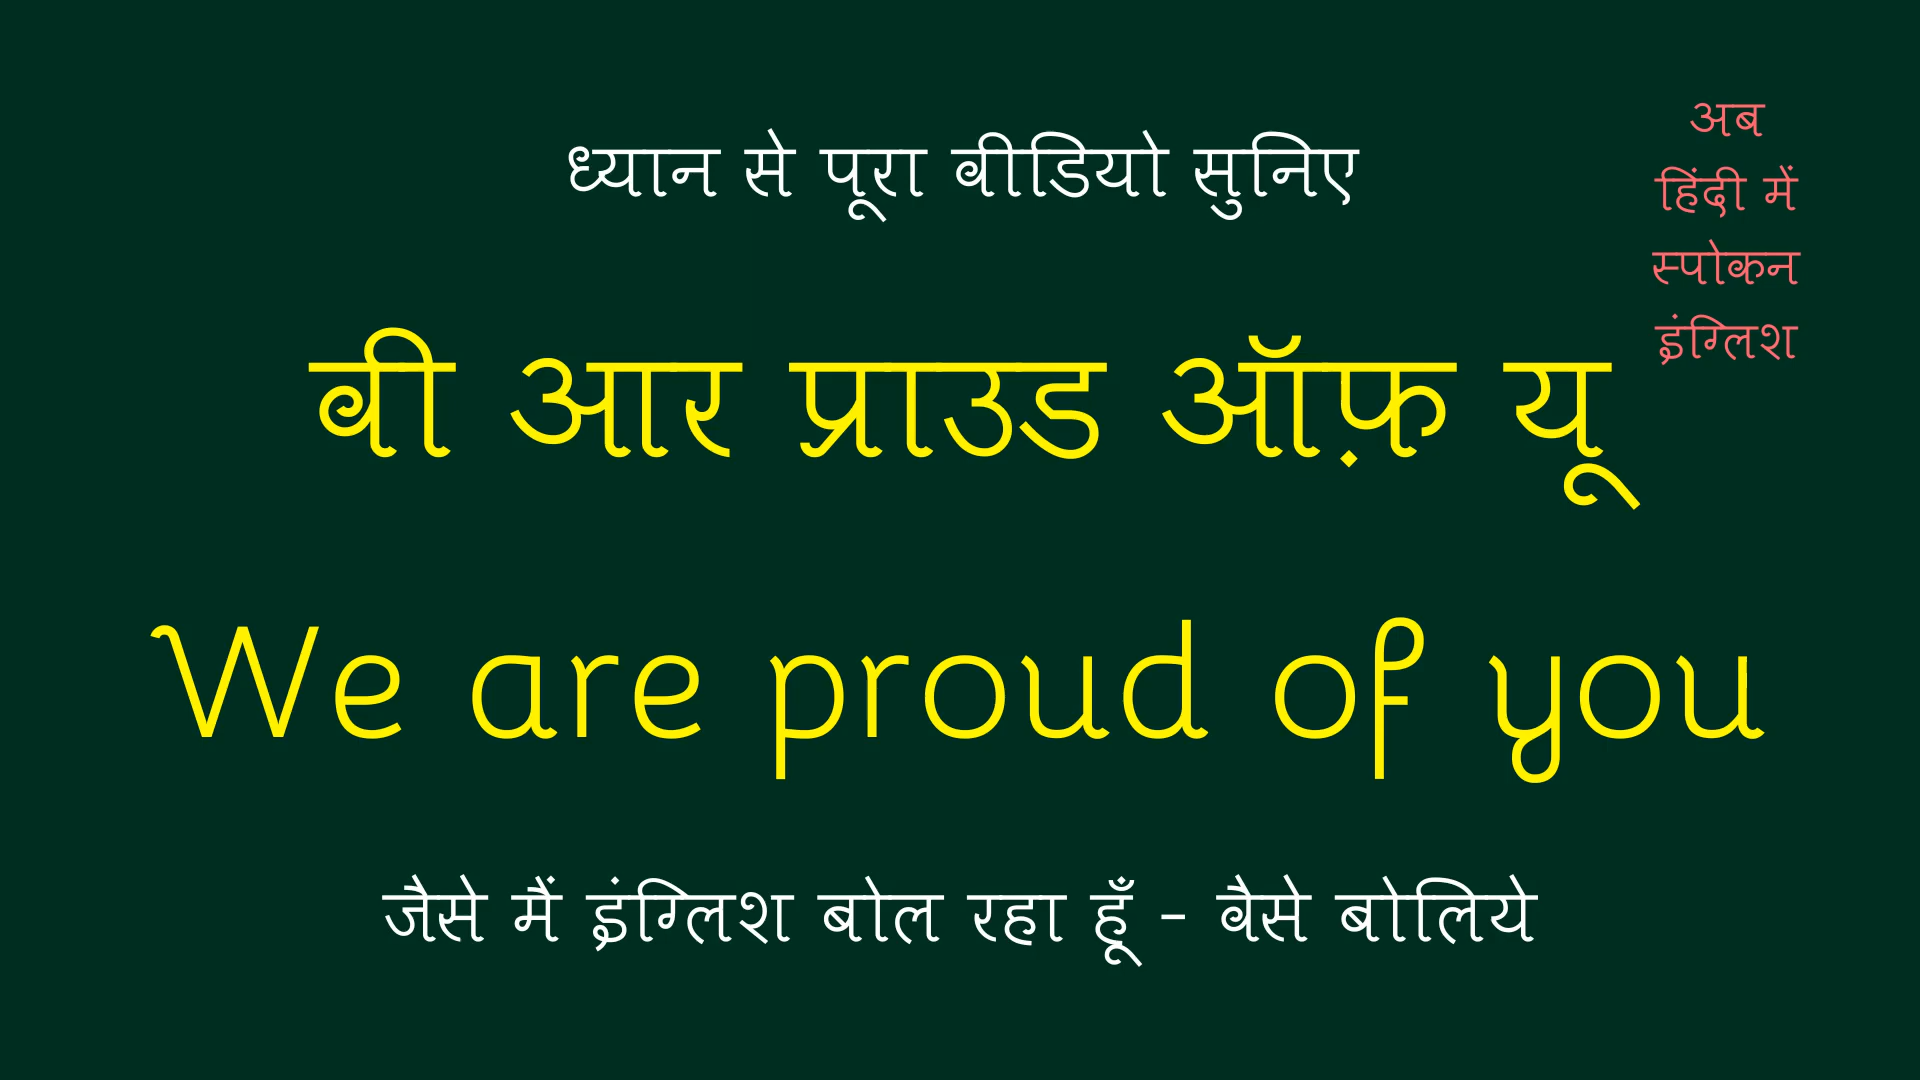 ध्यान से पूरा वीडियो सुनिए
अब
हिंदी में
स्पोकन
इंग्लिश
वी आर प्राउड ऑफ़ यू
We are proud of you
जैसे मैं इंग्लिश बोल रहा हूँ - वैसे बोलिये